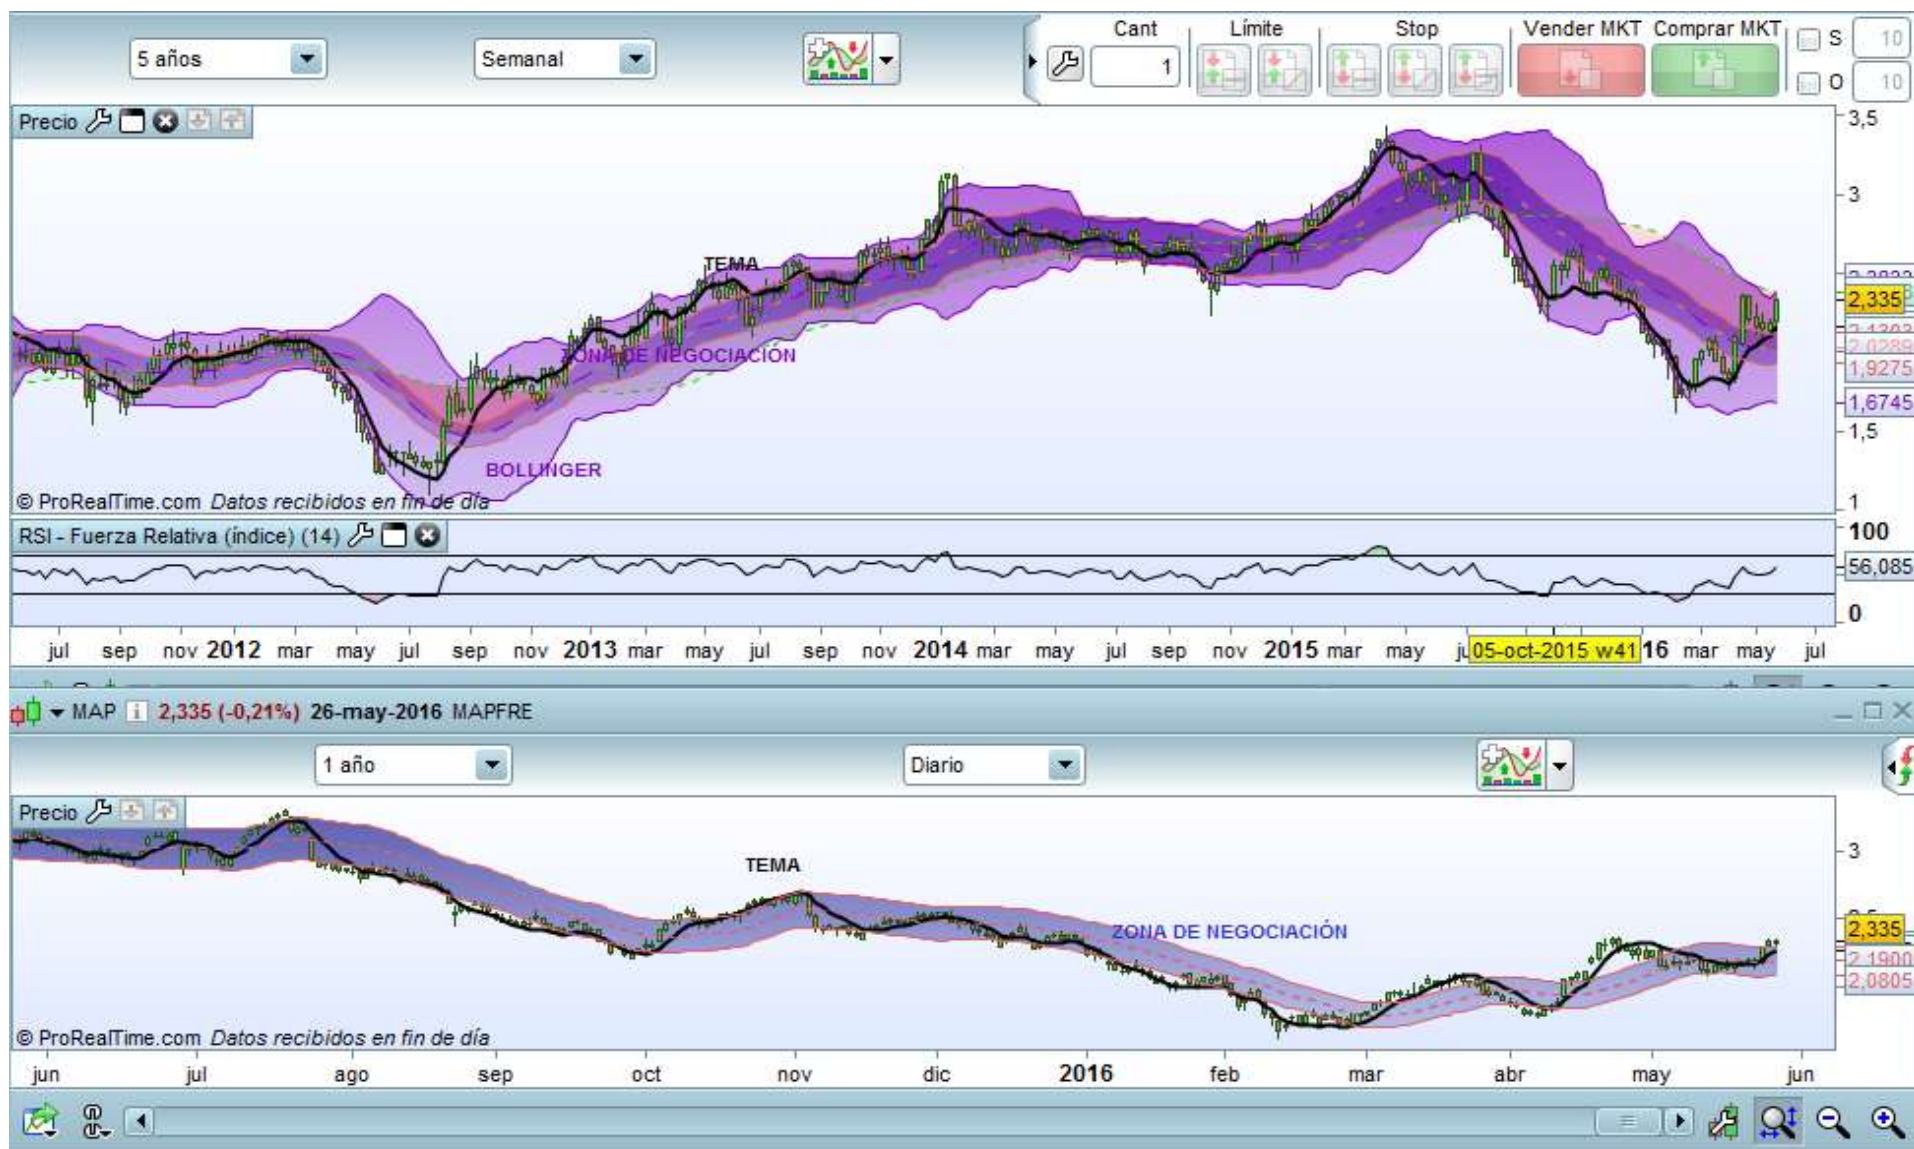 Cant Límite Stop Vender MKT Comprar MKT
5 años Semanal 1 S 10
O 10
Precio
3,5
3
TEMA
2,335
ZONA DE NEGOCIACIÓN
2,0289
1,9275
1,6745
1,5
BOLLINGER
© ProRealTime.com Datos recibidos en fin de día
1
RSI - Fuerza Relativa (índice) (14)
100
56,085
0
jul sep nov 2012 mar may jul sep nov 2013 mar may jul sep nov 2014 mar may jul sep nov 2015 mar may 05-oct-2015 w41 16 mar may jul
MAP 2,335 (-0,21%) 26-may-2016 MAPFRE
1 año Diario
Precio
3
TEMA
2,335
ZONA DE NEGOCIACIÓN
2,1900
2,0805
© ProRealTime.com Datos recibidos en fin de día
jun jul ago sep oct nov dic 2016 feb mar abr may jun